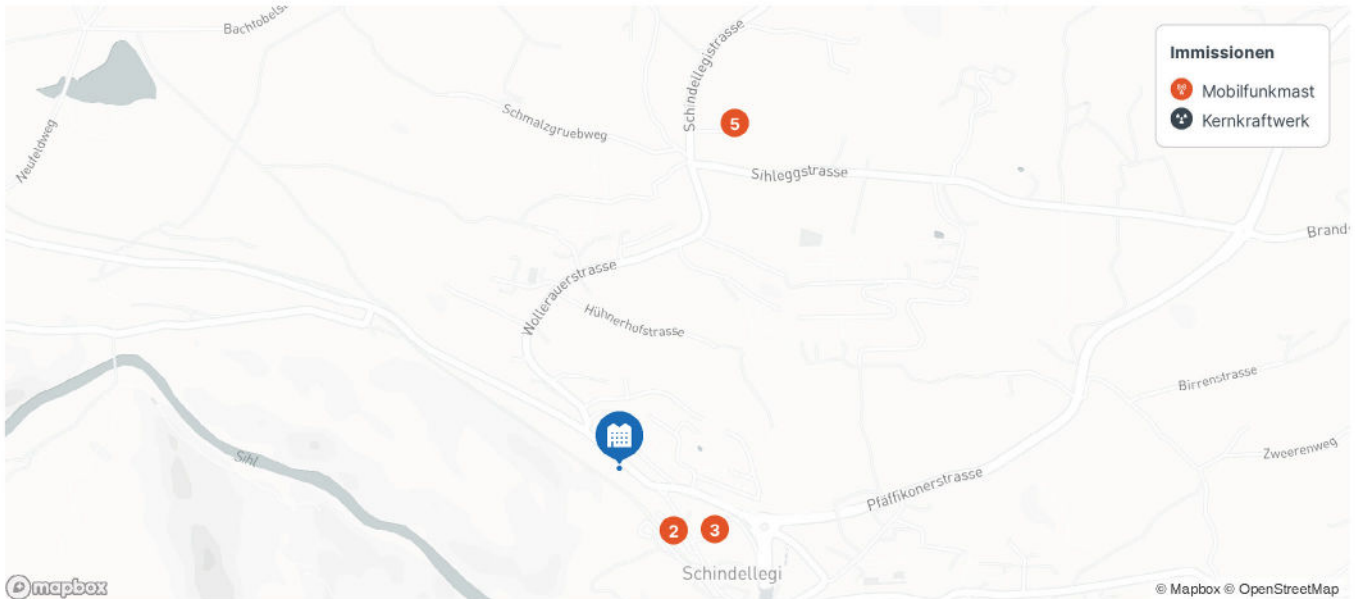 Bachtobels
Schindellegistrasse
Immissionen
Mobilfunkmast
Kernkraftwerk
Neufeldweg
Schmalzgruebweg
5
Sihleggstrasse
Brand
Wollerauerstrasse
Hühnerhofstrasse
Birrenstrasse
Sihl
Zweerenweg
Pfäffikonerstrasse
2
3
Schindellegi
mapbox
© Mapbox © OpenStreetMap